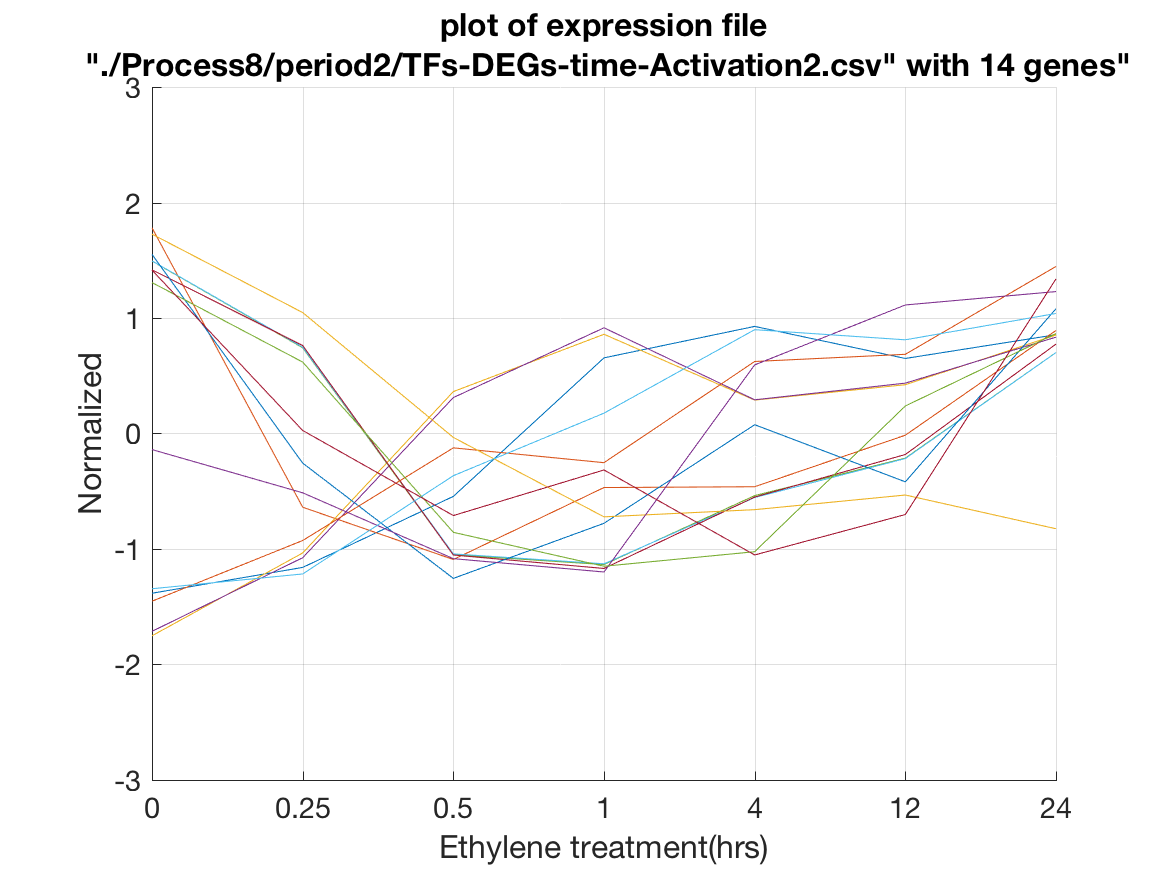 plot of expression file
"./Process8/period2/TFs-DEGs-time-Activation2.csv" with 14 genes"
3
2
1
0
-1
-2
-3
Normalized
0 0.25 0.5 1 4 12 24
Ethylene treatment(hrs)